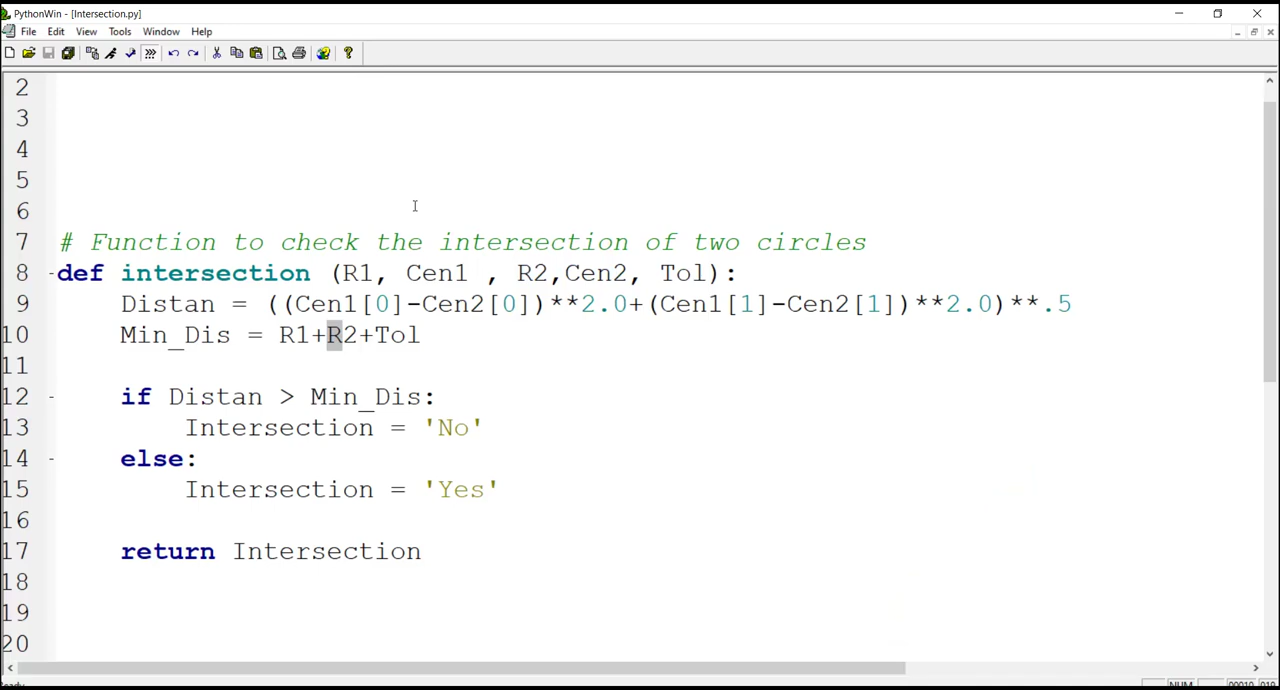 PythonWin - [Intersection.py]
File Edit View Tools Window Help
2
3
4
5
6
7 # Function to check the intersection of two circles
8 def intersection (R1, Cen1 , R2,Cen2, Tol):
9 Distan = ((Cen1[0]-Cen2[0])**2.0+(Cen1[1]-Cen2[1])**2.0)**.5
10 Min_Dis = R1+R2+Tol
11
12 if Distan > Min_Dis:
13 Intersection = 'No'
14 else:
15 Intersection = 'Yes'
16
17 return Intersection
18
19
20
Ready NUM 00010 019